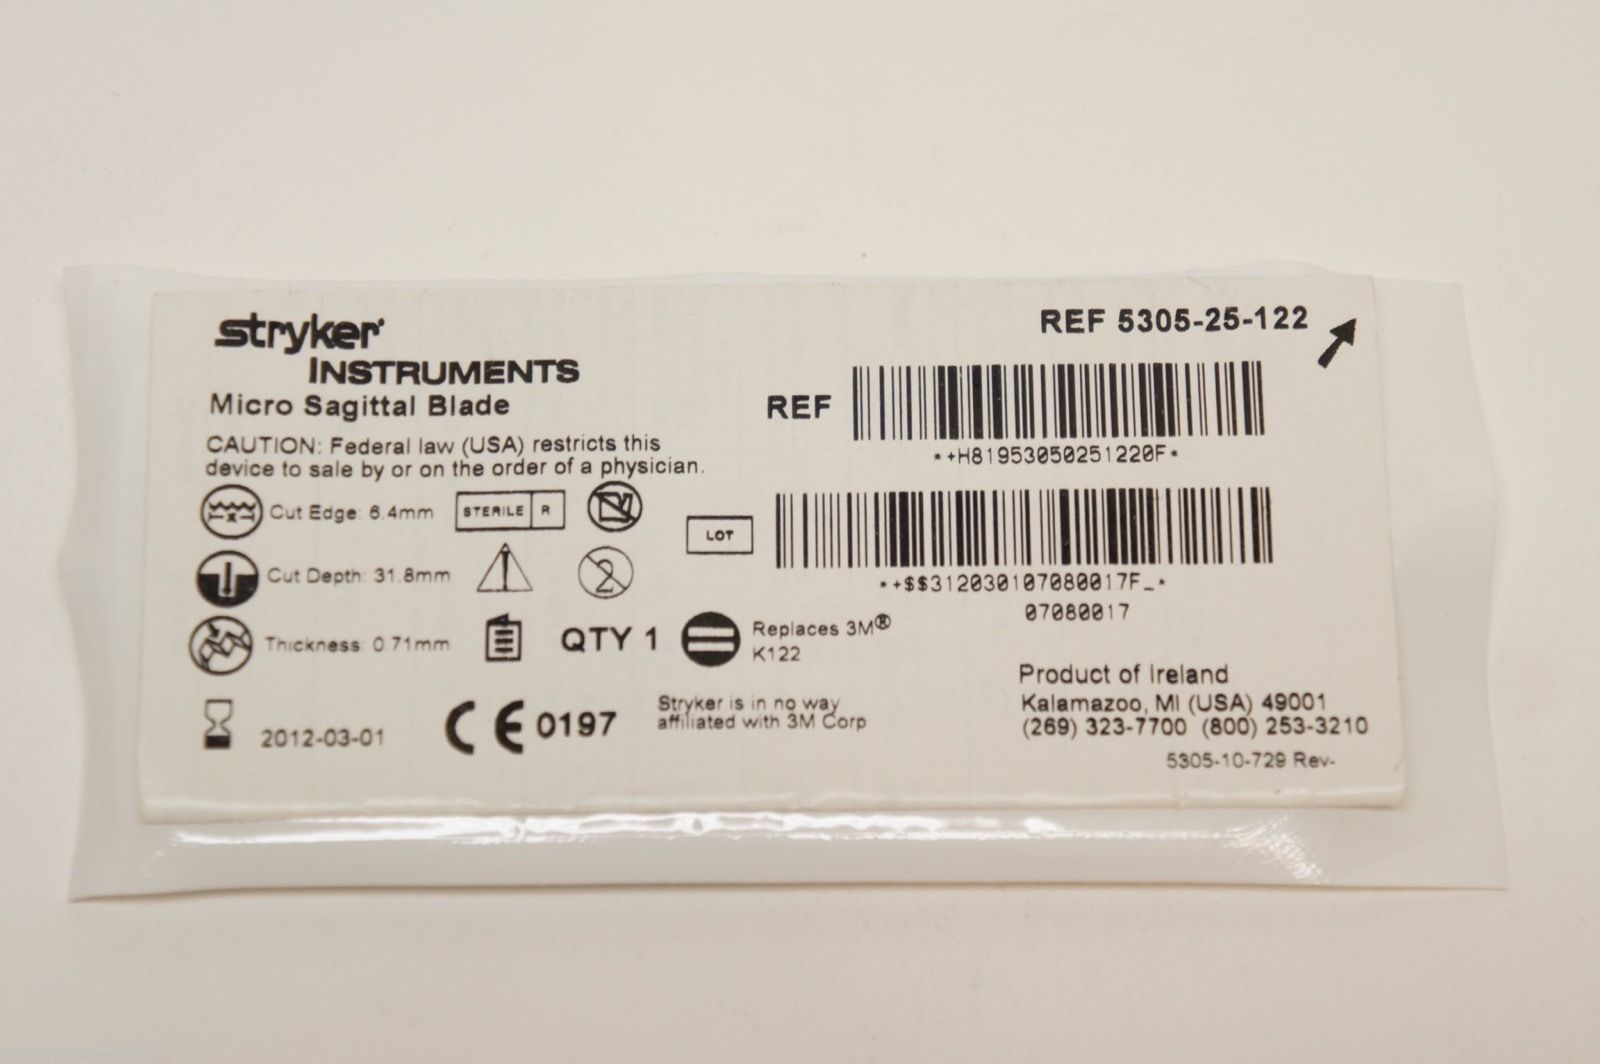 stryker
INSTRUMENTS
Micro Sagittal Blade
CAUTION: Federal law (USA) restricts this
device to sale by or on the order of a physician.
Cut Edge: 6.4mm
STERILE R
Cut Depth: 31.8mm
2
Thickness: 0.71mm
QTY 1
Replaces 3M®
K122
2012-03-01
CE 0197
Stryker is in no way
affiliated with 3M Corp
REF 5305-25-122
REF
*+H81953050251220F*
LOT
*+$$312030107080017F_*
07080017
Product of Ireland
Kalamazoo, MI (USA) 49001
(269) 323-7700 (800) 253-3210
5305-10-729 Rev-